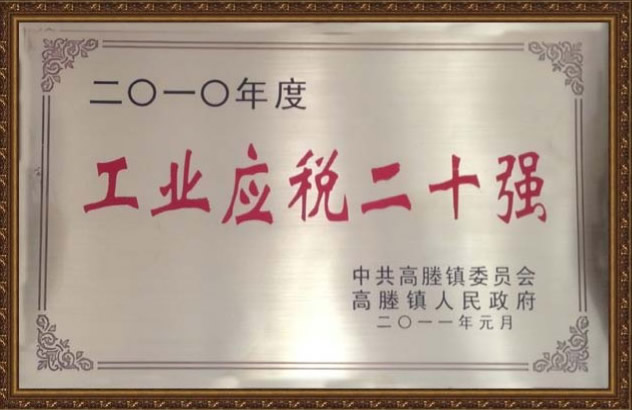 二〇一〇年度
工业应税二十强
中共高塍镇委员会
高塍镇人民政府
二〇一一年元月